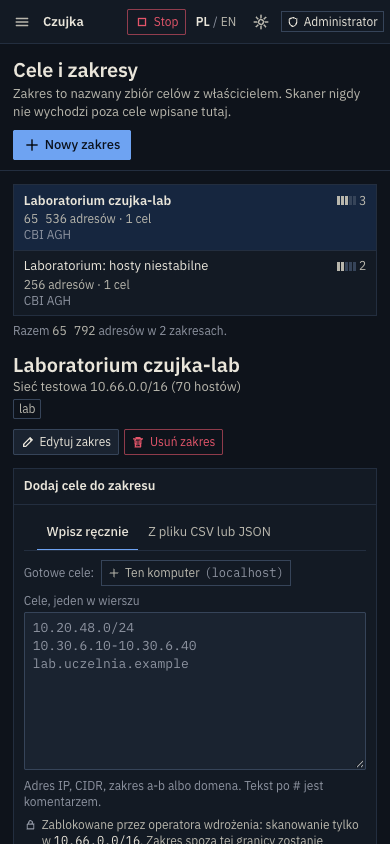 Czujka
Stop
PL / EN
Administrator
Cele i zakresy
Zakres to nazwany zbiór celów z właścicielem. Skaner nigdy
nie wychodzi poza cele wpisane tutaj.
Nowy zakres
Laboratorium czujka-lab
3
65 536 adresów · 1 cel
CBI AGH
Laboratorium: hosty niestabilne
2
256 adresów · 1 cel
CBI AGH
Razem 65 792 adresów w 2 zakresach.
Laboratorium czujka-lab
Sieć testowa 10.66.0.0/16 (70 hostów)
lab
Edytuj zakres
Usuń zakres
Dodaj cele do zakresu
Wpisz ręcznie
Z pliku CSV lub JSON
Gotowe cele:
Ten komputer (localhost)
Cele, jeden w wierszu
10.20.48.0/24
10.30.6.10-10.30.6.40
lab.uczelnia.example
Adres IP, CIDR, zakres a-b albo domena. Tekst po # jest
komentarzem.
Zablokowane przez operatora wdrożenia: skanowanie tylko
w 10.66.0.0/16. Zakres spoza tej granicy zostanie